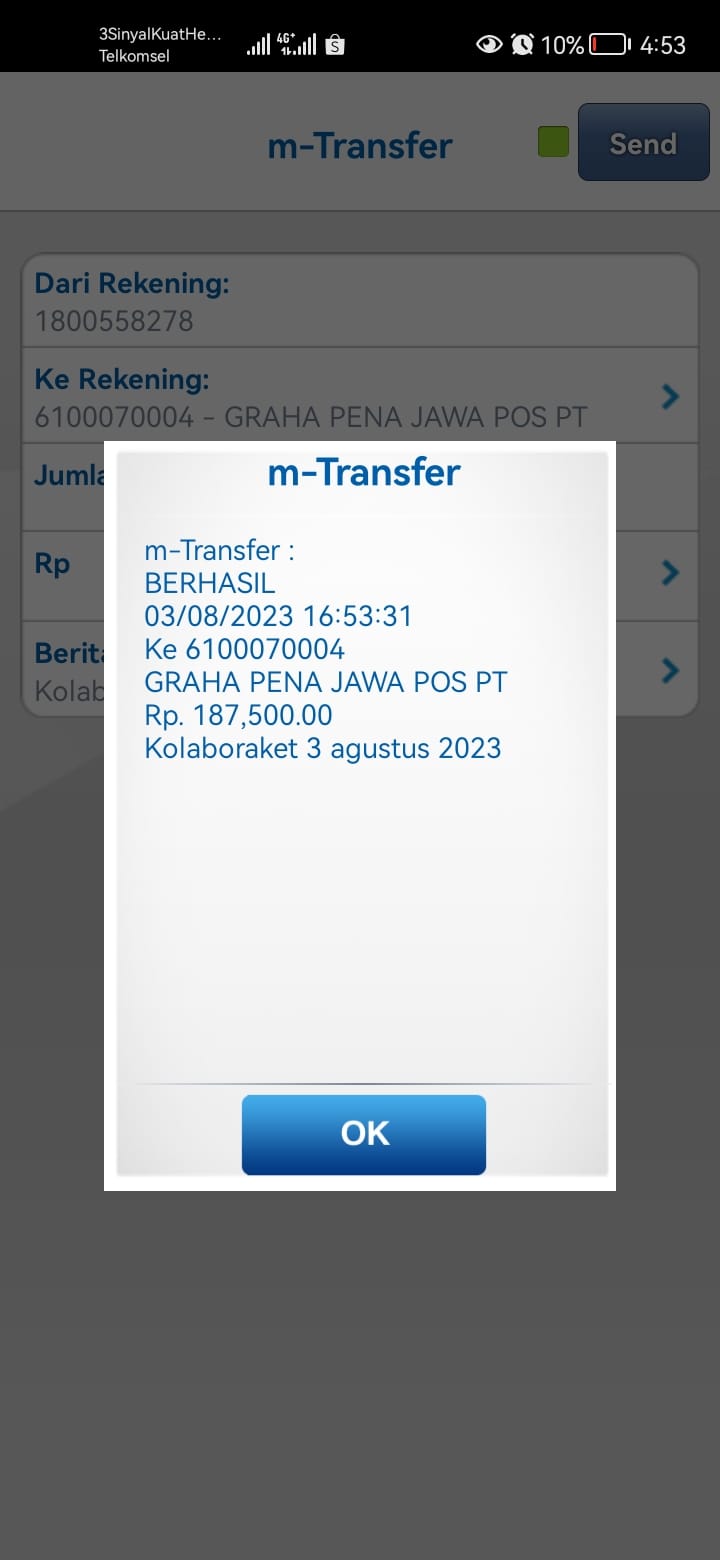 3SinyalKuatHe...
Telkomsel
4G+
10%
4:53
m-Transfer
Send
Dari Rekening:
1800558278
Ke Rekening:
6100070004 - GRAHA PENA JAWA POS PT
Jumla
Rp
Berita
Kolab
m-Transfer
m-Transfer :
BERHASIL
03/08/2023 16:53:31
Ke 6100070004
GRAHA PENA JAWA POS PT
Rp. 187,500.00
Kolaboraket 3 agustus 2023
OK